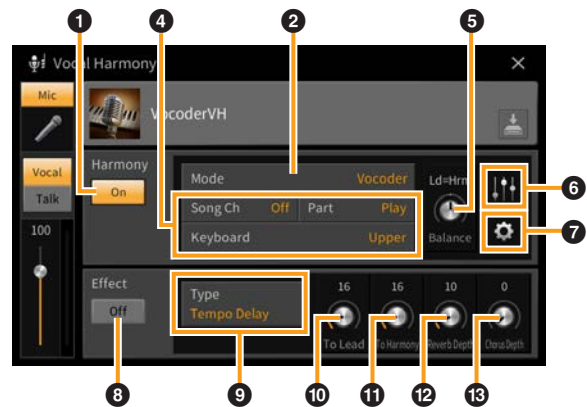 1 4 2 5
Vocal Harmony ×
Mic
VocoderVH
Harmony
On
Vocal
Talk
Mode Vocoder
Song Ch Off Part Play
Keyboard Upper
Ld=Hrm
Balance
6
7
100
Effect
Off
Type
Tempo Delay
16 16 10 0
To Lead To Harmony Reverb Depth Chorus Depth
8 9 10 11 12 13